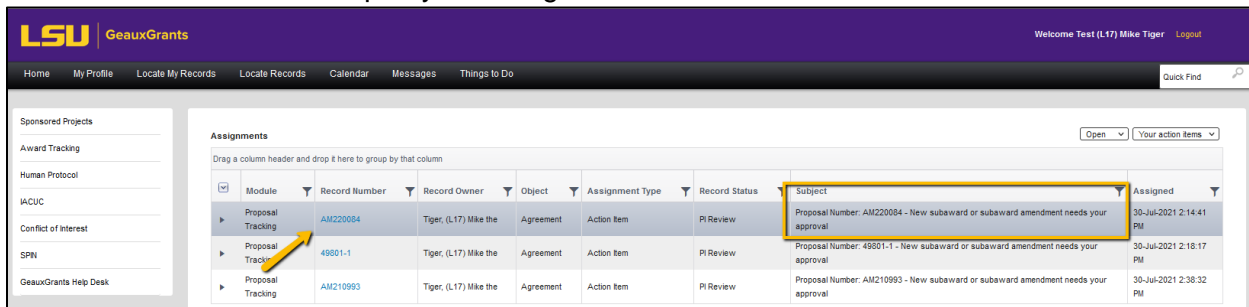 LSU GeauxGrants
Welcome Test (L17) Mike Tiger Logout
Home My Profile Locate My Records Locate Records Calendar Messages Things to Do
Quick Find
Sponsored Projects
Award Tracking
Human Protocol
IACUC
Conflict of Interest
SPIN
GeauxGrants Help Desk
Assignments
Open Your action items
Drag a column header and drop it here to group by that column
Module Record Number Record Owner Object Assignment Type Record Status Subject Assigned
Proposal Tracking AM220084 Tiger, (L17) Mike the Agreement Action Item PI Review Proposal Number: AM220084 - New subaward or subaward amendment needs your approval 30-Jul-2021 2:14:41 PM
Proposal Tracking 49801-1 Tiger, (L17) Mike the Agreement Action Item PI Review Proposal Number: 49801-1 - New subaward or subaward amendment needs your approval 30-Jul-2021 2:18:17 PM
Proposal Tracking AM210993 Tiger, (L17) Mike the Agreement Action Item PI Review Proposal Number: AM210993 - New subaward or subaward amendment needs your approval 30-Jul-2021 2:38:32 PM